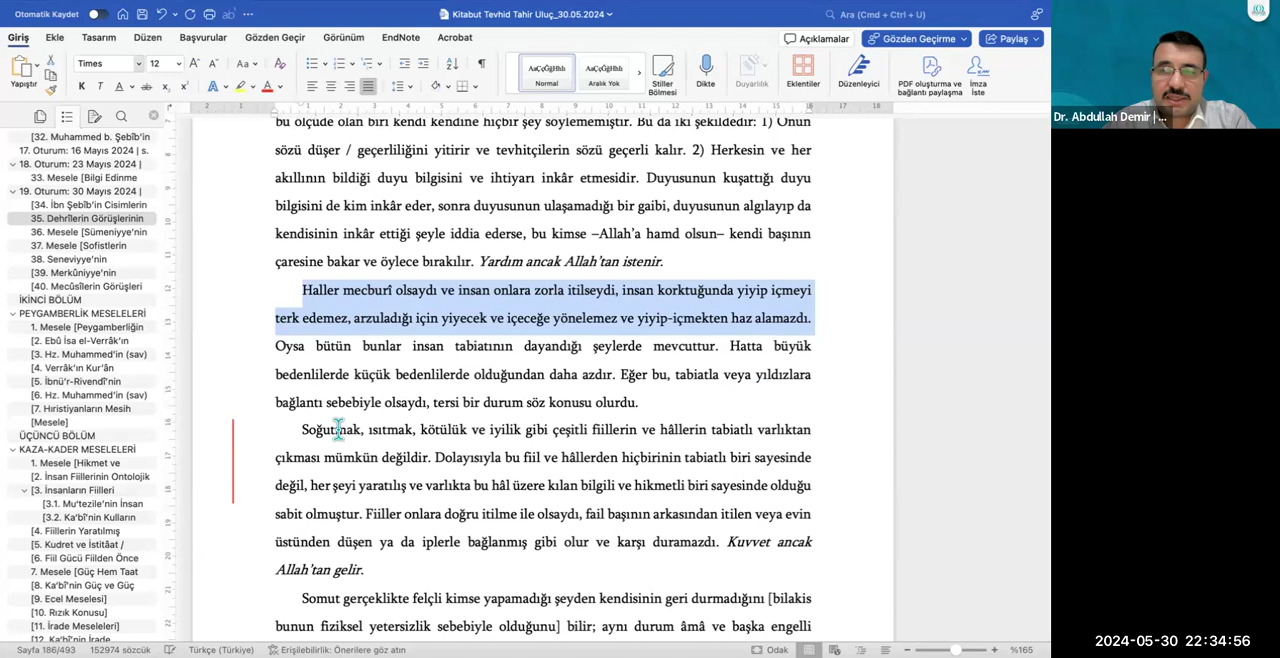 Otomatik Kaydet
Kitabut Tevhid Tahir Uluç_30.05.2024
Ara (Cmd + Ctrl + U)
Giriş Ekle Tasarım Düzen Başvurular Gözden Geçir Görünüm EndNote Acrobat
Açıklamalar Gözden Geçirme Paylaş
Yapıştır
Times 12
AaÇçĞğHh Normal
AaÇçĞğHh Aralık Yok
Stiller Bölmesi
Dikte
Duyarlılık
Eklentiler
Düzenleyici
PDF oluşturma ve bağlantı paylaşma
İmza İste
Dr. Abdullah Demir | ...
[32. Muhammed b. Şebîb'in
17. Oturum: 16 Mayıs 2024 | s.
18. Oturum: 23 Mayıs 2024 |
33. Mesele [Bilgi Edinme
19. Oturum: 30 Mayıs 2024 |
[34. İbn Şebîb'in Cisimlerin
35. Dehrîlerin Görüşlerinin
36. Mesele [Sümeniyye'nin
37. Mesele [Sofistlerin
38. Seneviyye'nin
[39. Merkûniyye'nin
[40. Mecûsîlerin Görüşleri
İKİNCİ BÖLÜM
PEYGAMBERLİK MESELELERİ
1. Mesele [Peygamberliğin
[2. Ebû İsa el-Verrâk'ın
[3. Hz. Muhammed'in (sav)
[4. Verrâk'ın Kur'ân
[5. İbnü'r-Rivendî'nin
[6. Hz. Muhammed'in (sav)
[7. Hıristiyanların Mesih
[Mesele]
ÜÇÜNCÜ BÖLÜM
KAZA-KADER MESELELERİ
1. Mesele [Hikmet ve
[2. İnsan Fiillerinin Ontolojik
[3. İnsanların Fiilleri
[3.1. Mu'tezile'nin İnsan
[3.2. Ka'bî'nin Kulların
[4. Fiillerin Yaratılmış
[5. Kudret ve İstitâat /
[6. Fiil Gücü Fiilden Önce
7. Mesele [Güç Hem Taat
[8. Ka'bî'nin Güç ve Güç
[9. Ecel Meselesi]
[10. Rızık Konusu]
[11. İrade Meseleleri]
[12. Ka'bî'nin İrade
bu ölçüde olan biri kendi kendine hiçbir şey söylememiştir. Bu da iki şekildedir: 1) Onun
sözü düşer / geçerliliğini yitirir ve tevhitçilerin sözü geçerli kalır. 2) Herkesin ve her
akıllının bildiği duyu bilgisini ve ihtiyarı inkâr etmesidir. Duyusunun kuşattığı duyu
bilgisini de kim inkâr eder, sonra duyusunun ulaşamadığı bir gaibi, duyusunun algılayıp da
kendisinin inkâr ettiği şeyle iddia ederse, bu kimse –Allah'a hamd olsun– kendi başının
çaresine bakar ve öylece bırakılır. Yardım ancak Allah'tan istenir.
Haller mecburî olsaydı ve insan onlara zorla itilseydi, insan korktuğunda yiyip içmeyi
terk edemez, arzuladığı için yiyecek ve içeceğe yönelemez ve yiyip-içmekten haz alamazdı.
Oysa bütün bunlar insan tabiatının dayandığı şeylerde mevcuttur. Hatta büyük
bedenlilerde küçük bedenlilerde olduğundan daha azdır. Eğer bu, tabiatla veya yıldızlara
bağlantı sebebiyle olsaydı, tersi bir durum söz konusu olurdu.
Soğutmak, ısıtmak, kötülük ve iyilik gibi çeşitli fiillerin ve hâllerin tabiatlı varlıktan
çıkması mümkün değildir. Dolayısıyla bu fiil ve hâllerden hiçbirinin tabiatlı biri sayesinde
değil, her şeyi yaratılış ve varlıkta bu hâl üzere kılan bilgili ve hikmetli biri sayesinde olduğu
sabit olmuştur. Fiiller onlara doğru itilme ile olsaydı, fail başının arkasından itilen veya evin
üstünden düşen ya da iplerle bağlanmış gibi olur ve karşı duramazdı. Kuvvet ancak
Allah'tan gelir.
Somut gerçeklikte felçli kimse yapamadığı şeyden kendisinin geri durmadığını [bilakis
bunun fiziksel yetersizlik sebebiyle olduğunu] bilir; aynı durum âmâ ve başka engelli
Sayfa 186/493 152974 sözcük Türkçe (Türkiye) Erişilebilirlik: Önerilere göz atın Odak %165
2024-05-30 22:34:56